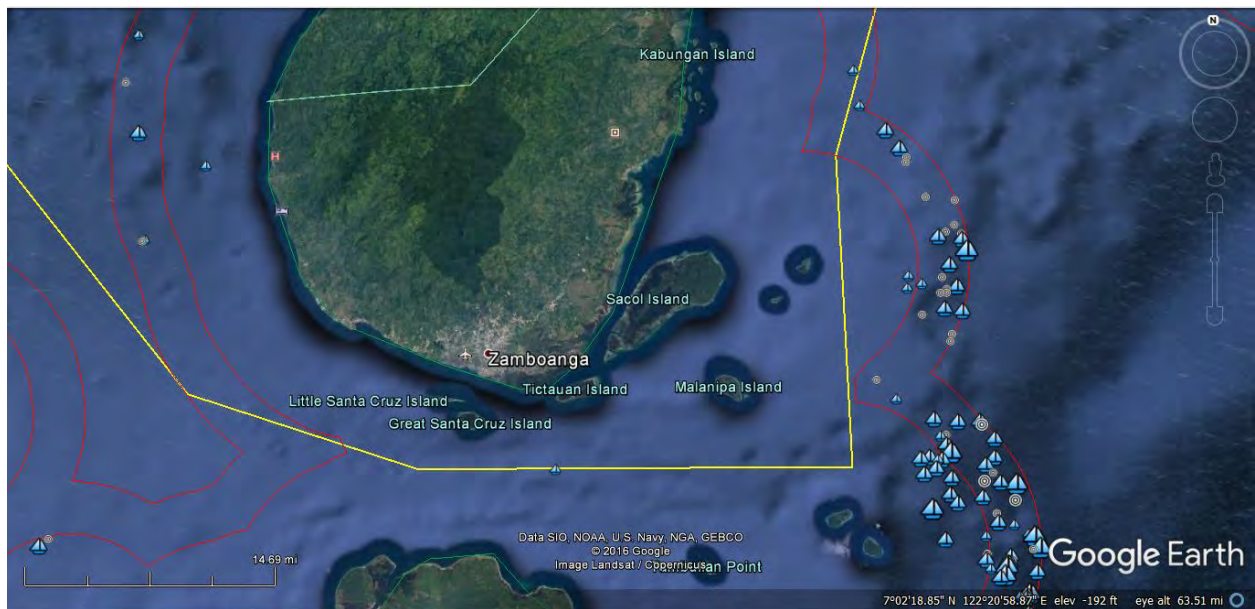 N
Kabungan Island
H
Sacol Island
Zamboanga
Tictauan Island
Malanipa Island
Little Santa Cruz Island
Great Santa Cruz Island
Data SIO, NOAA, U.S. Navy, NGA, GEBCO
© 2016 Google
Image Landsat / Copernicus
Point
14.69 mi
Google Earth
7°02'18.85" N 122°20'58.87" E elev -192 ft eye alt 63.51 mi